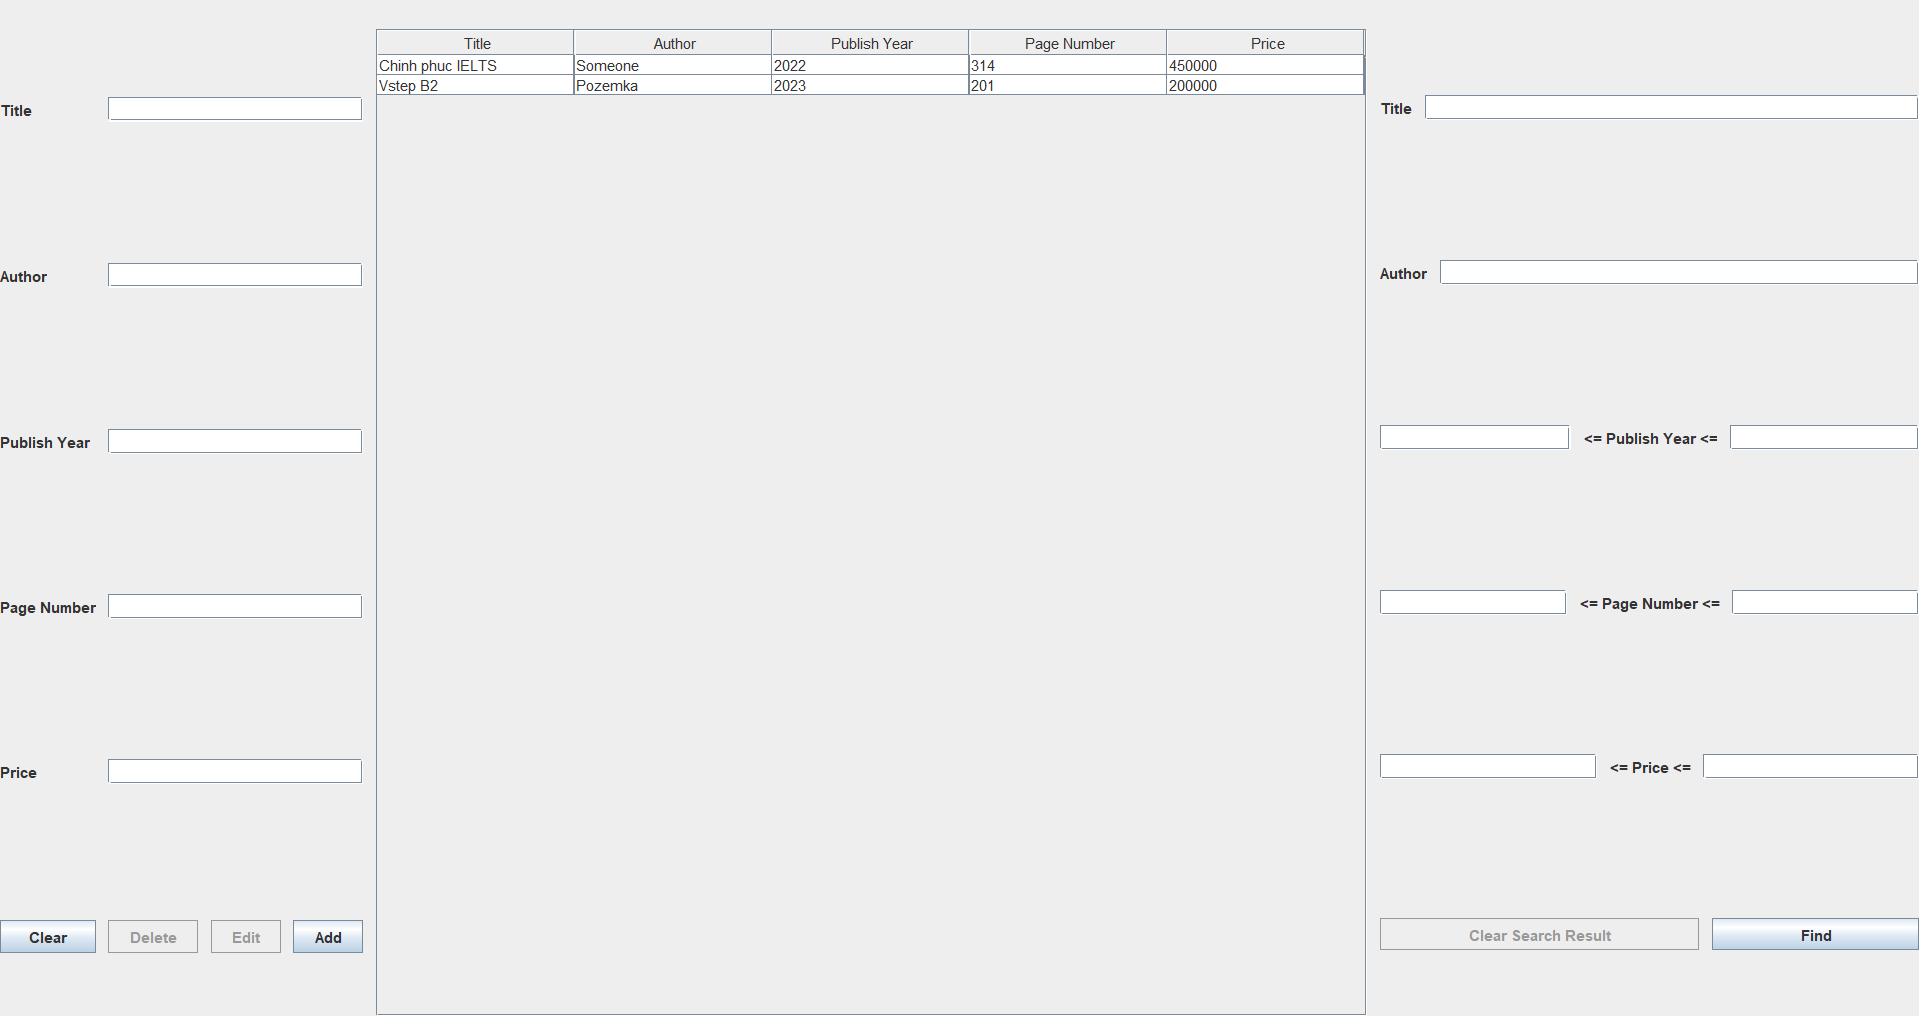 Title
Author
Publish Year
Page Number
Price
Clear Delete Edit Add
Title Author Publish Year Page Number Price
Chinh phuc IELTS Someone 2022 314 450000
Vstep B2 Pozemka 2023 201 200000
Title
Author
<= Publish Year <=
<= Page Number <=
<= Price <=
Clear Search Result Find